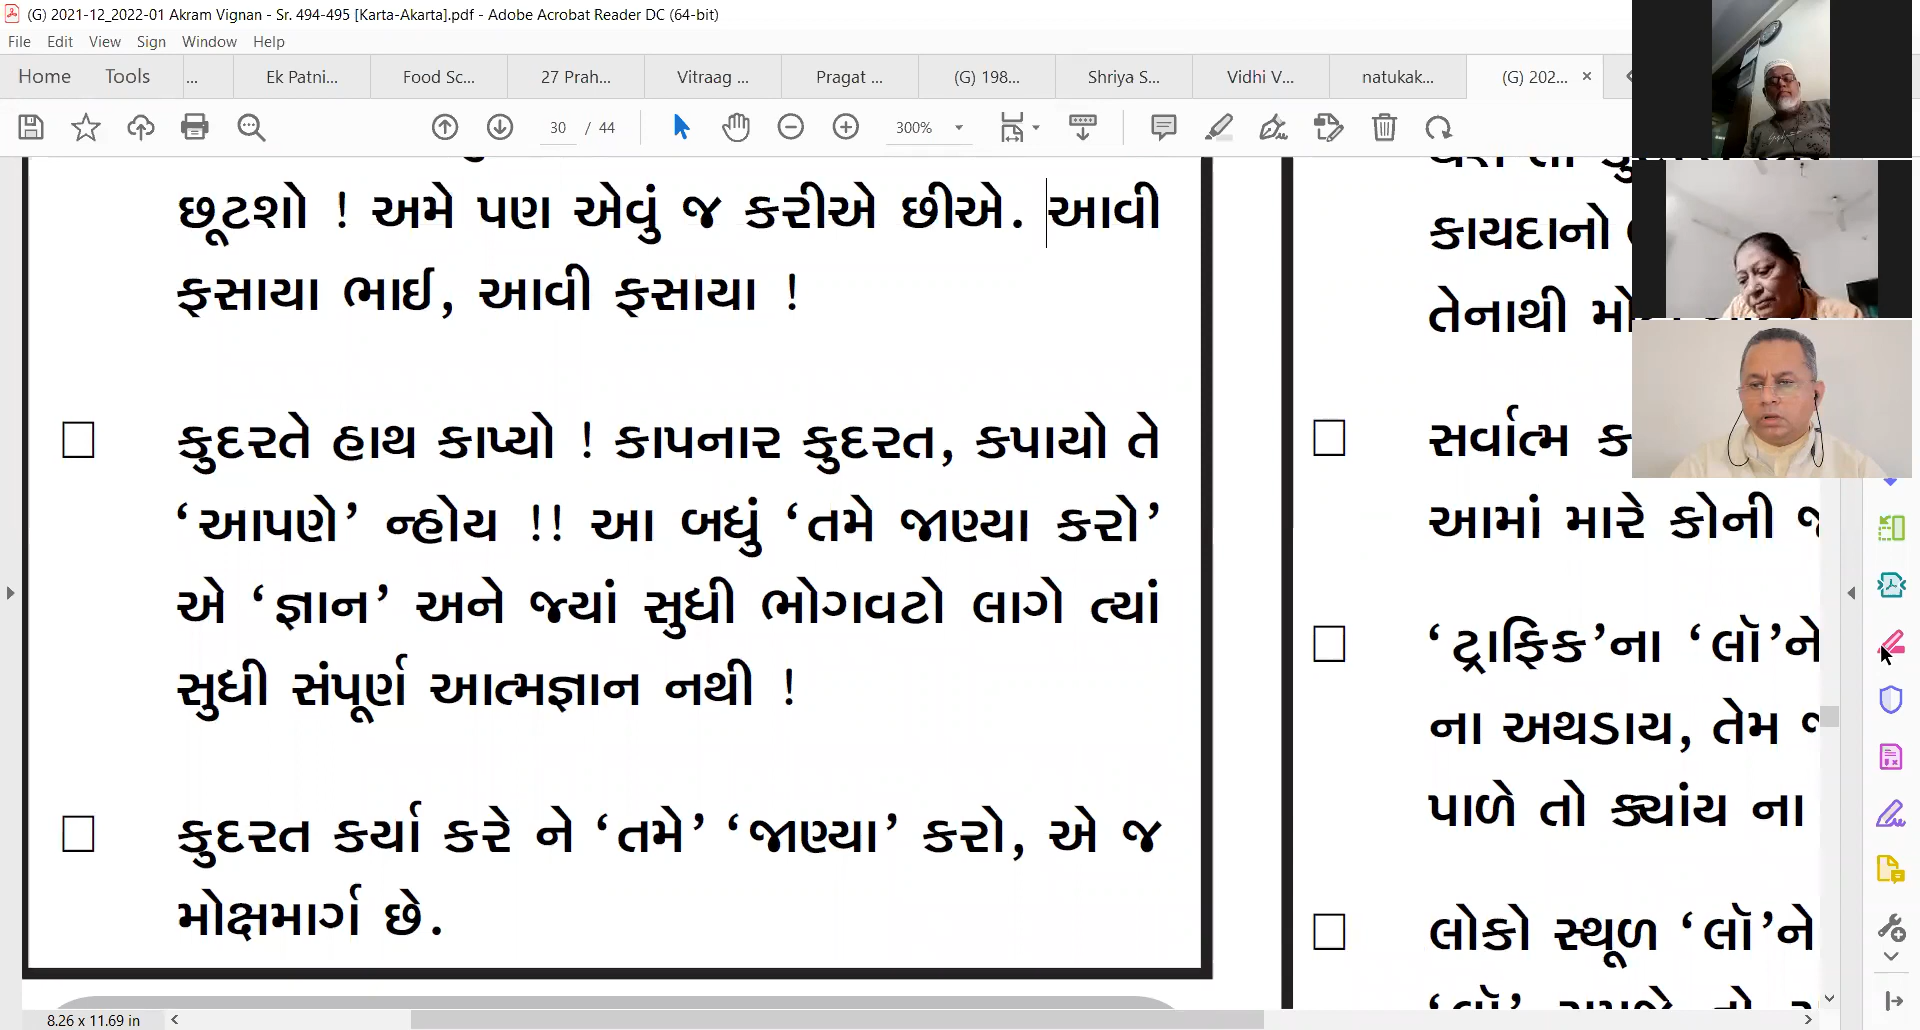 (G) 2021-12_2022-01 Akram Vignan - Sr. 494-495 [Karta-Akarta].pdf - Adobe Acrobat Reader DC (64-bit)
File Edit View Sign Window Help
Home Tools ... Ek Patni... Food Sc... 27 Prah... Vitraag ... Pragat ... (G) 198... Shriya S... Vidhi V... natukak... (G) 202...
30 / 44 300%
છૂટશો ! અમે પણ એવું જ કરીએ છીએ. આવી
ફસાયા ભાઈ, આવી ફસાયા !
કુદરતે હાથ કાપ્યો ! કાપનાર કુદરત, કપાયો તે
‘આપણે’ ન્હોય !! આ બધું ‘તમે જાણ્યા કરો’
એ ‘જ્ઞાન’ અને જ્યાં સુધી ભોગવટો લાગે ત્યાં
સુધી સંપૂર્ણ આત્મજ્ઞાન નથી !
કુદરત કર્યા કરે ને ‘તમે’ ‘જાણ્યા’ કરો, એ જ
મોક્ષમાર્ગ છે.
કાયદાનો
તેનાથી
સર્વાત્મ
આમાં મારે કોની
‘ટ્રાફિક’ના ‘લૉ’ને
ના અથડાય, તેમ
પાળે તો ક્યાંય ના
લોકો સ્થૂળ ‘લૉ’ને
8.26 x 11.69 in